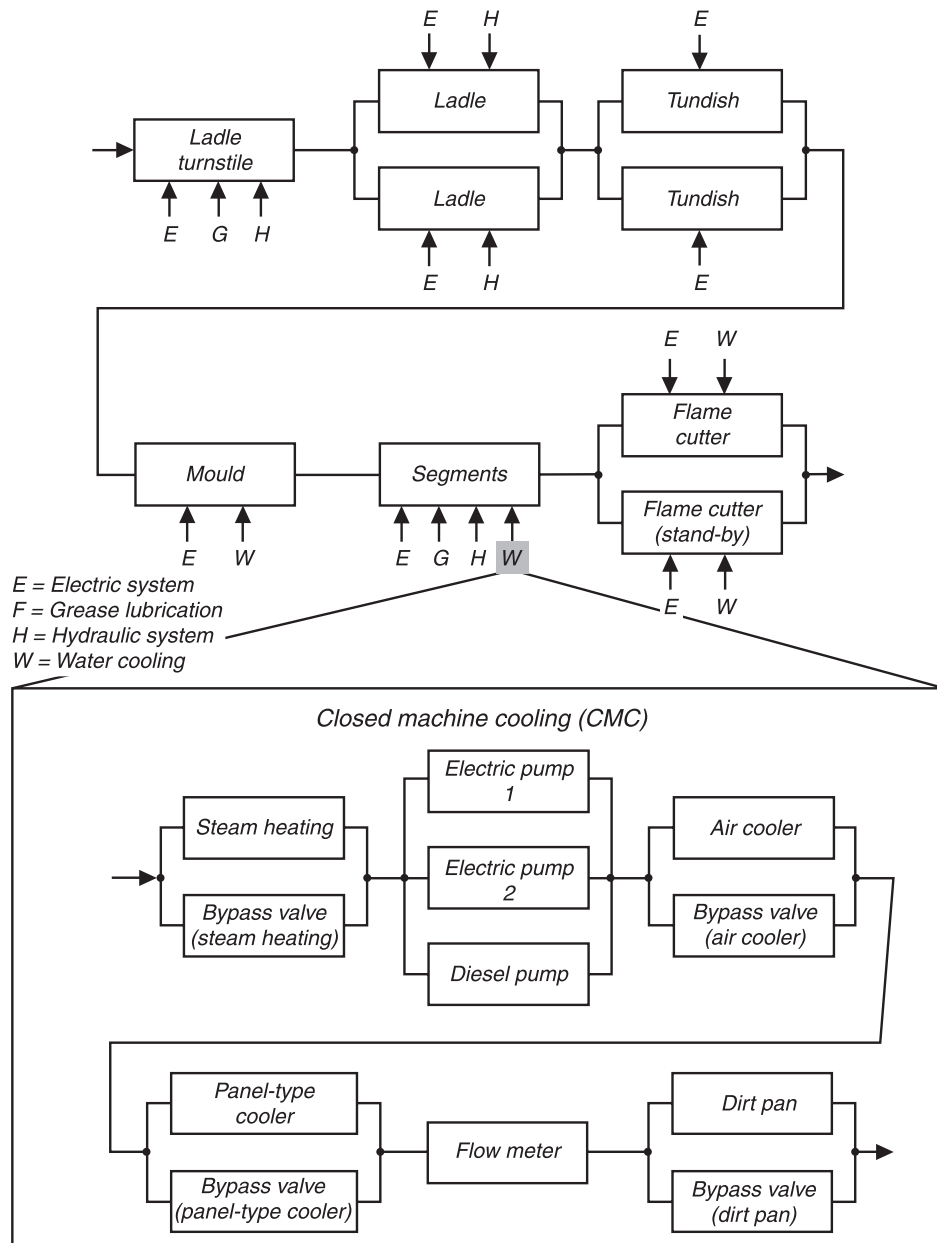 E H E
Ladle
Tundish
Ladle
turnstile
Ladle
Tundish
E G H
E H E
E W
Flame
cutter
Mould
Segments
Flame cutter
(stand-by)
E W
E G H W
E W
E = Electric system
F = Grease lubrication
H = Hydraulic system
W = Water cooling
Closed machine cooling (CMC)
Electric pump
1
Steam heating
Air cooler
Electric pump
2
Bypass valve
(steam heating)
Bypass valve
(air cooler)
Diesel pump
Panel-type
cooler
Dirt pan
Flow meter
Bypass valve
(panel-type cooler)
Bypass valve
(dirt pan)